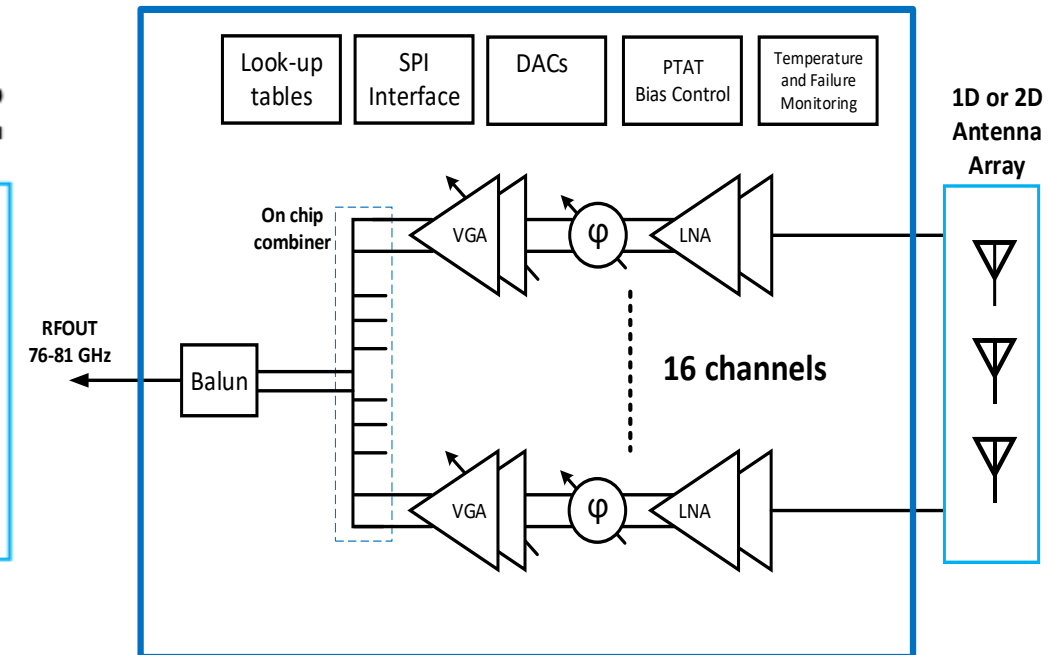 Look-up
tables
SPI
Interface
DACs
PTAT
Bias Control
Temperature
and Failure
Monitoring
1D or 2D
Antenna
Array
On chip
combiner
VGA
φ
LNA
RFOUT
76-81 GHz
Balun
16 channels
VGA
φ
LNA